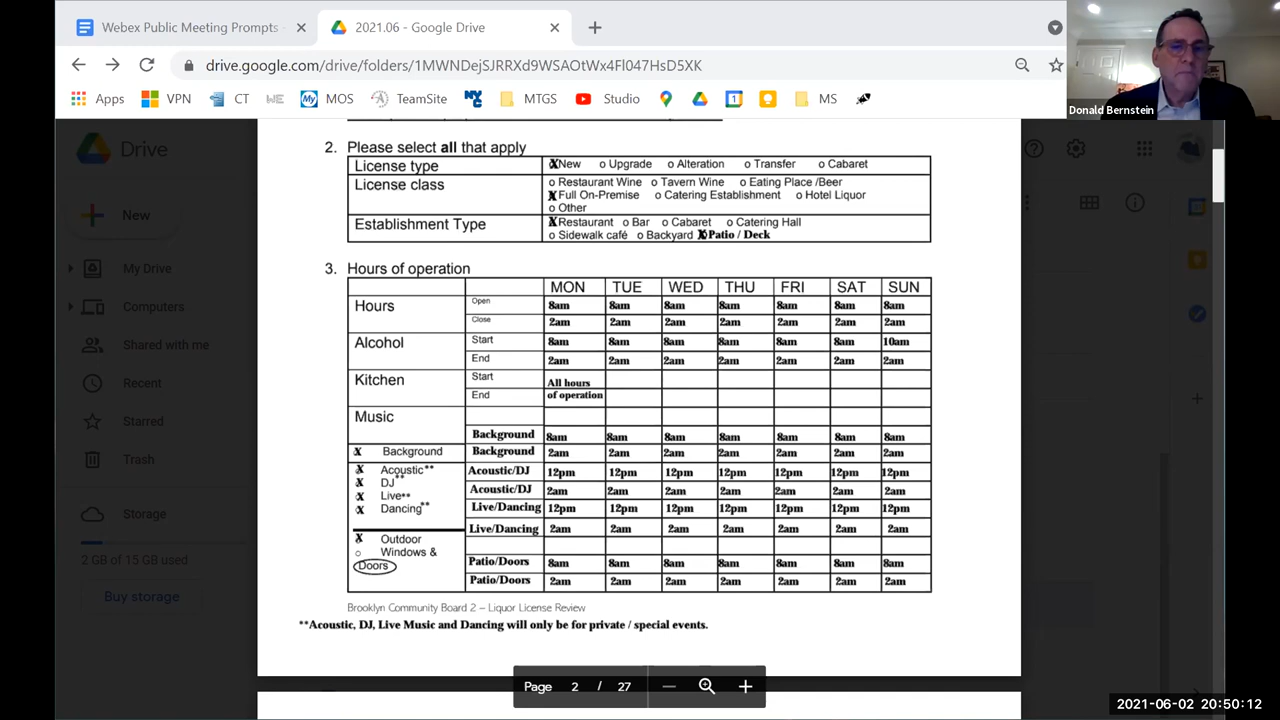 Webex Public Meeting Prompts
2021.06 - Google Drive
drive.google.com/drive/folders/1MWNDejSJRRXd9WSAOtWx4Fl047HsD5XK
Apps VPN CT WE My MOS TeamSite NYC MTGS Studio 1 MS
Donald Bernstein
Drive
New
My Drive
Computers
Shared with me
Recent
Starred
Trash
Storage
2 GB of 15 GB used
Buy storage
2. Please select all that apply
License type X New o Upgrade o Alteration o Transfer o Cabaret
License class o Restaurant Wine o Tavern Wine o Eating Place /Beer
X Full On-Premise o Catering Establishment o Hotel Liquor
o Other
Establishment Type X Restaurant o Bar o Cabaret o Catering Hall
o Sidewalk café o Backyard X Patio / Deck
3. Hours of operation
MON TUE WED THU FRI SAT SUN
Hours Open 8am 8am 8am 8am 8am 8am 8am
Close 2am 2am 2am 2am 2am 2am 2am
Alcohol Start 8am 8am 8am 8am 8am 8am 10am
End 2am 2am 2am 2am 2am 2am 2am
Kitchen Start All hours
End of operation
Music
Background 8am 8am 8am 8am 8am 8am 8am
X Background Background 2am 2am 2am 2am 2am 2am 2am
X Acoustic** Acoustic/DJ 12pm 12pm 12pm 12pm 12pm 12pm 12pm
X DJ** Acoustic/DJ 2am 2am 2am 2am 2am 2am 2am
X Live** Live/Dancing 12pm 12pm 12pm 12pm 12pm 12pm 12pm
X Dancing** Live/Dancing 2am 2am 2am 2am 2am 2am 2am
X Outdoor
o Windows &
Doors Patio/Doors 8am 8am 8am 8am 8am 8am 8am
Patio/Doors 2am 2am 2am 2am 2am 2am 2am
Brooklyn Community Board 2 – Liquor License Review
**Acoustic, DJ, Live Music and Dancing will only be for private / special events.
Page 2 / 27
2021-06-02 20:50:12